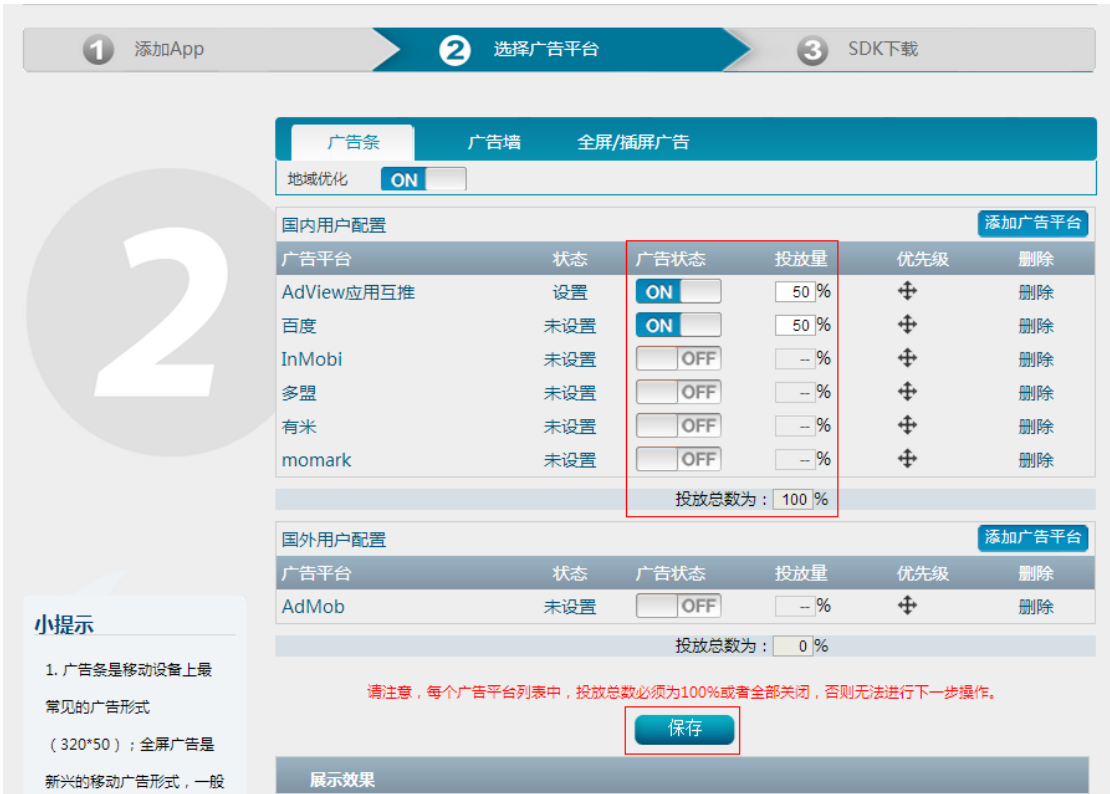 1 添加App 2 选择广告平台 3 SDK下载
广告条 广告墙 全屏/插屏广告
地域优化 ON
2
国内用户配置 添加广告平台
广告平台 状态 广告状态 投放量 优先级 删除
AdView应用互推 设置 ON 50 % 删除
百度 未设置 ON 50 % 删除
InMobi 未设置 OFF -- % 删除
多盟 未设置 OFF -- % 删除
有米 未设置 OFF -- % 删除
momark 未设置 OFF -- % 删除
投放总数为： 100 %
国外用户配置 添加广告平台
广告平台 状态 广告状态 投放量 优先级 删除
AdMob 未设置 OFF -- % 删除
投放总数为： 0 %
请注意，每个广告平台列表中，投放总数必须为100%或者全部关闭，否则无法进行下一步操作。
保存
展示效果
小提示
1. 广告条是移动设备上最
常见的广告形式
（320*50）；全屏广告是
新兴的移动广告形式，一般